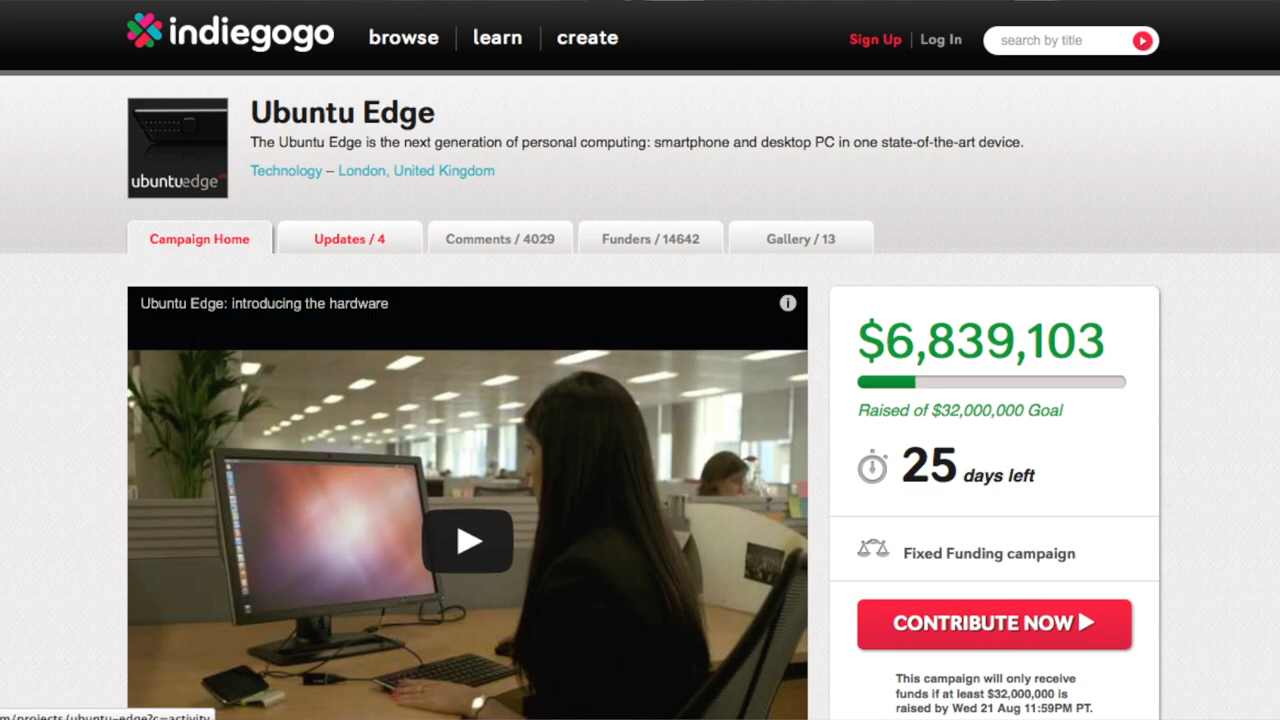 indiegogo browse learn create Sign Up Log In search by title
Ubuntu Edge
The Ubuntu Edge is the next generation of personal computing: smartphone and desktop PC in one state-of-the-art device.
ubuntuedge
Technology – London, United Kingdom
Campaign Home Updates / 4 Comments / 4029 Funders / 14642 Gallery / 13
Ubuntu Edge: introducing the hardware
$6,839,103
Raised of $32,000,000 Goal
25 days left
Fixed Funding campaign
CONTRIBUTE NOW
This campaign will only receive
funds if at least $32,000,000 is
raised by Wed 21 Aug 11:59PM PT.
m/projects/ubuntu-edge?c=activity